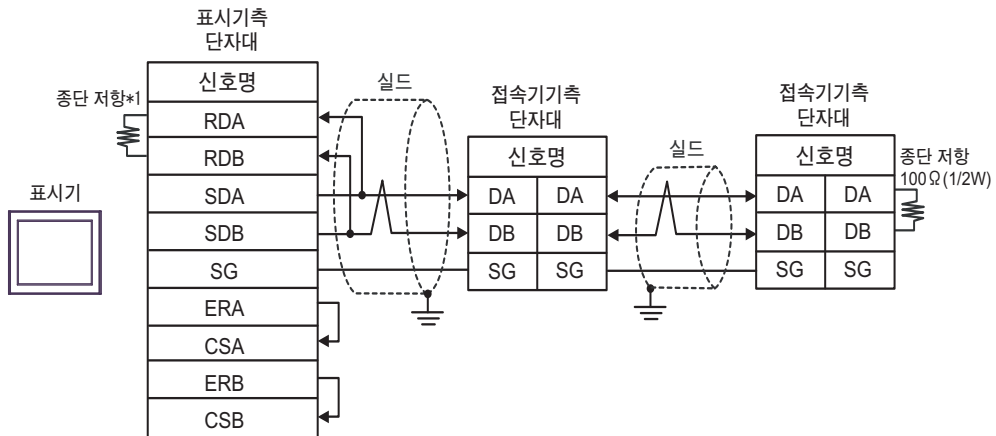 표시기측
단자대
신호명
종단 저항*1
RDA
RDB
SDA
SDB
SG
ERA
CSA
ERB
CSB
표시기
실드
접속기기측
단자대
신호명
DA DA
DB DB
SG SG
실드
접속기기측
단자대
신호명
DA DA
DB DB
SG SG
종단 저항
100Ω(1/2W)